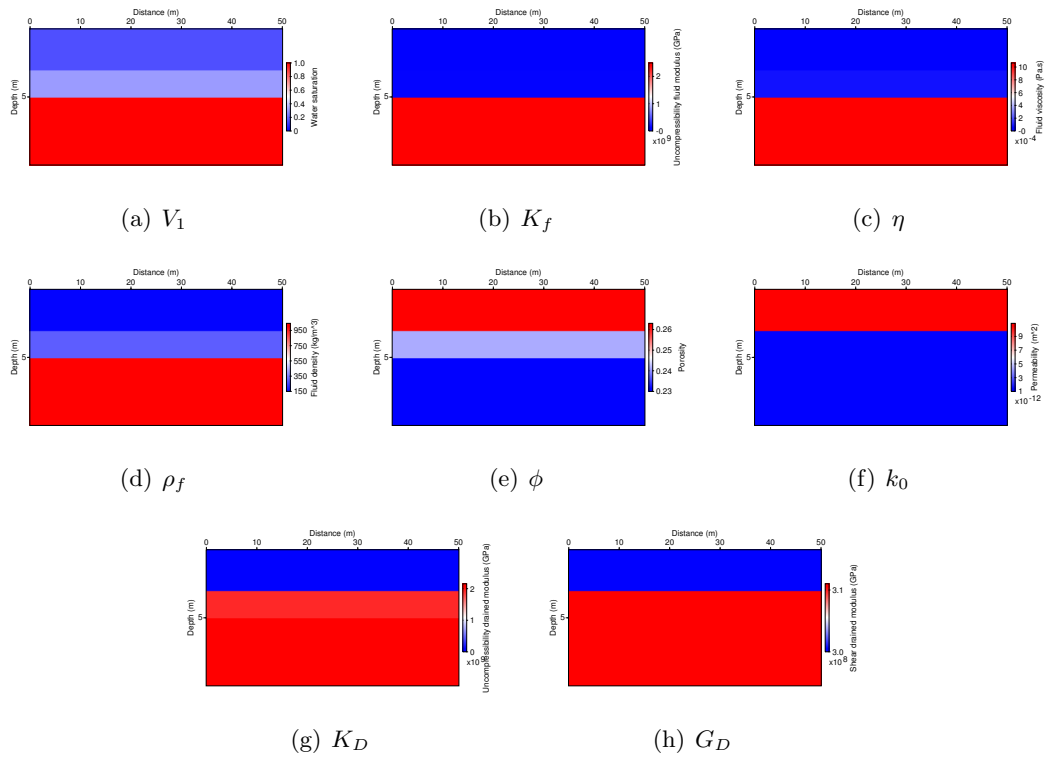 Distance (m)
0 10 20 30 40 50
Depth (m)
5
1.0
0.8
0.6
0.4
0.2
0
Water saturation
(a) V₁
Distance (m)
0 10 20 30 40 50
Depth (m)
5
2
1
-0
x10^9
Uncompressibility fluid modulus (GPa)
(b) K_f
Distance (m)
0 10 20 30 40 50
Depth (m)
5
10
8
6
4
2
-0
x10^-4
Fluid viscosity (Pa.s)
(c) η
Distance (m)
0 10 20 30 40 50
Depth (m)
5
950
750
550
350
150
Fluid density (kg/m^3)
(d) ρ_f
Distance (m)
0 10 20 30 40 50
Depth (m)
5
0.26
0.25
0.24
0.23
Porosity
(e) ϕ
Distance (m)
0 10 20 30 40 50
Depth (m)
5
9
7
5
3
1
x10^-12
Permeability (m^2)
(f) k₀
Distance (m)
0 10 20 30 40 50
Depth (m)
5
2
1
0
x10^9
Uncompressibility drained modulus (GPa)
(g) K_D
Distance (m)
0 10 20 30 40 50
Depth (m)
5
3.1
3.0
x10^8
Shear drained modulus (GPa)
(h) G_D